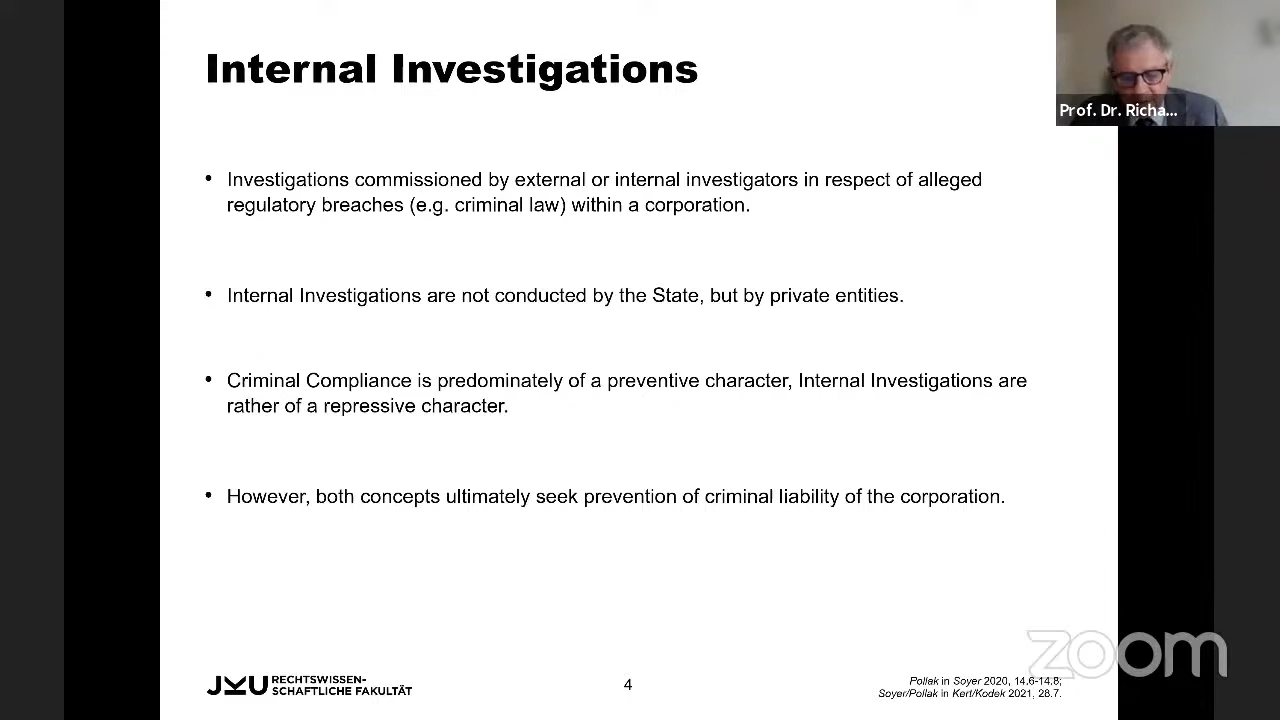 Internal Investigations
Prof. Dr. Richa...
• Investigations commissioned by external or internal investigators in respect of alleged
regulatory breaches (e.g. criminal law) within a corporation.
• Internal Investigations are not conducted by the State, but by private entities.
• Criminal Compliance is predominately of a preventive character, Internal Investigations are
rather of a repressive character.
• However, both concepts ultimately seek prevention of criminal liability of the corporation.
zoom
JKU RECHTSWISSEN-
SCHAFTLICHE FAKULTÄT
4
Pollak in Soyer 2020, 14.6-14.8;
Soyer/Pollak in Kert/Kodek 2021, 28.7.